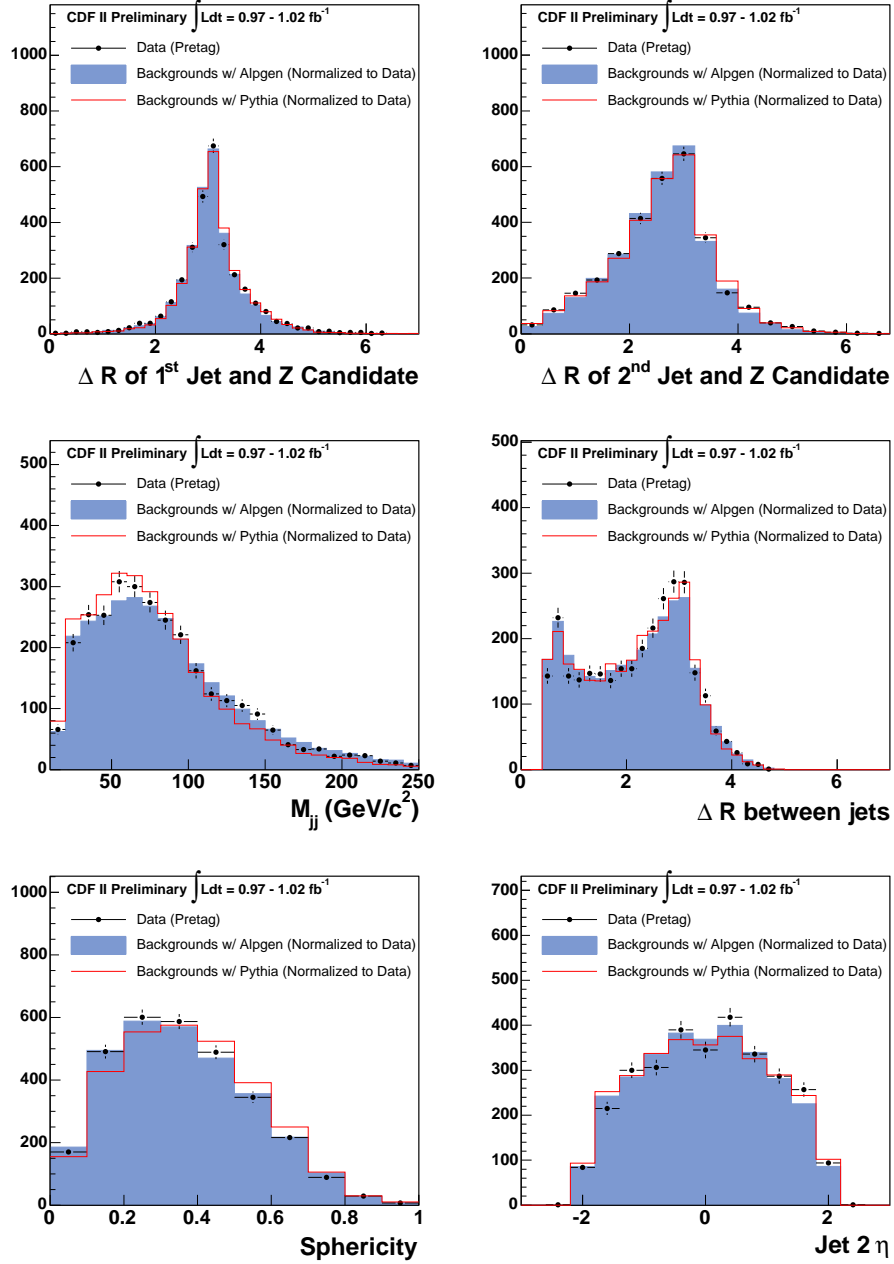 CDF II Preliminary ∫ Ldt = 0.97 - 1.02 fb⁻¹
Data (Pretag)
Backgrounds w/ Alpgen (Normalized to Data)
Backgrounds w/ Pythia (Normalized to Data)
1000
800
600
400
200
0
0 2 4 6
Δ R of 1st Jet and Z Candidate
CDF II Preliminary ∫ Ldt = 0.97 - 1.02 fb⁻¹
Data (Pretag)
Backgrounds w/ Alpgen (Normalized to Data)
Backgrounds w/ Pythia (Normalized to Data)
1000
800
600
400
200
0
0 2 4 6
Δ R of 2nd Jet and Z Candidate
CDF II Preliminary ∫ Ldt = 0.97 - 1.02 fb⁻¹
Data (Pretag)
Backgrounds w/ Alpgen (Normalized to Data)
Backgrounds w/ Pythia (Normalized to Data)
500
400
300
200
100
0
50 100 150 200 250
M_jj (GeV/c²)
CDF II Preliminary ∫ Ldt = 0.97 - 1.02 fb⁻¹
Data (Pretag)
Backgrounds w/ Alpgen (Normalized to Data)
Backgrounds w/ Pythia (Normalized to Data)
500
400
300
200
100
0
0 2 4 6
Δ R between jets
CDF II Preliminary ∫ Ldt = 0.97 - 1.02 fb⁻¹
Data (Pretag)
Backgrounds w/ Alpgen (Normalized to Data)
Backgrounds w/ Pythia (Normalized to Data)
1000
800
600
400
200
0
0 0.2 0.4 0.6 0.8 1
Sphericity
CDF II Preliminary ∫ Ldt = 0.97 - 1.02 fb⁻¹
Data (Pretag)
Backgrounds w/ Alpgen (Normalized to Data)
Backgrounds w/ Pythia (Normalized to Data)
700
600
500
400
300
200
100
0
-2 0 2
Jet 2 η